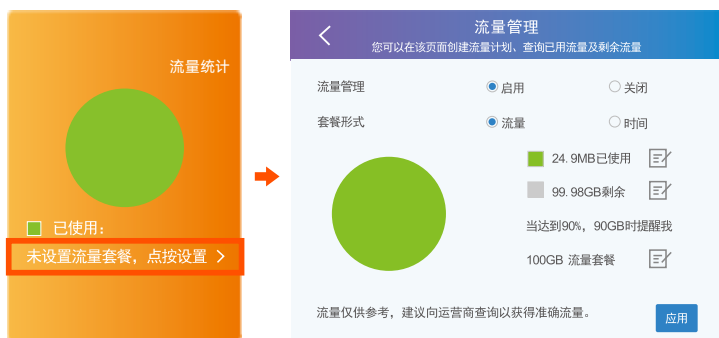 流量统计
已使用：
未设置流量套餐，点按设置
流量管理
您可以在该页面创建流量计划、查询已用流量及剩余流量
流量管理 启用 关闭
套餐形式 流量 时间
24.9MB已使用
99.98GB剩余
当达到90%，90GB时提醒我
100GB 流量套餐
流量仅供参考，建议向运营商查询以获得准确流量。
应用